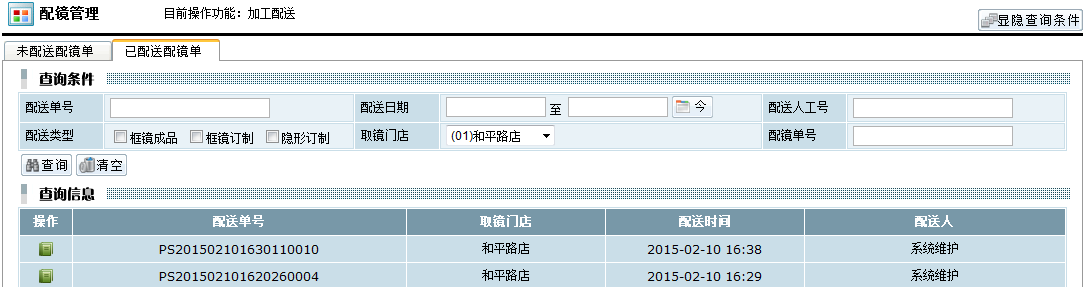 配镜管理 目前操作功能：加工配送
显隐查询条件
未配送配镜单 已配送配镜单
查询条件
配送单号 配送日期 至 今 配送人工号
配送类型 框镜成品 框镜订制 隐形订制 取镜门店 (01)和平路店 配镜单号
查询 清空
查询信息
操作 配送单号 取镜门店 配送时间 配送人
PS201502101630110010 和平路店 2015-02-10 16:38 系统维护
PS201502101620260004 和平路店 2015-02-10 16:29 系统维护